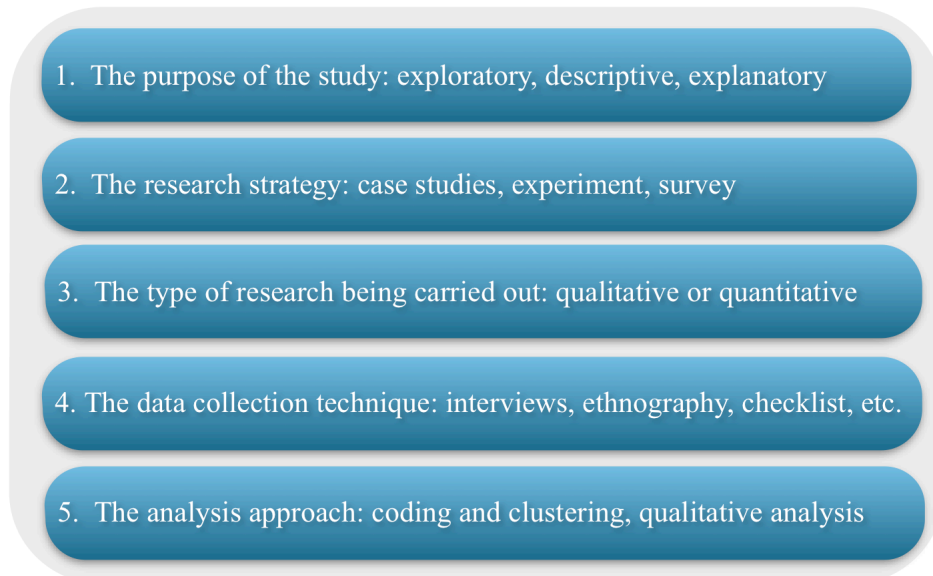 1. The purpose of the study: exploratory, descriptive, explanatory
2. The research strategy: case studies, experiment, survey
3. The type of research being carried out: qualitative or quantitative
4. The data collection technique: interviews, ethnography, checklist, etc.
5. The analysis approach: coding and clustering, qualitative analysis